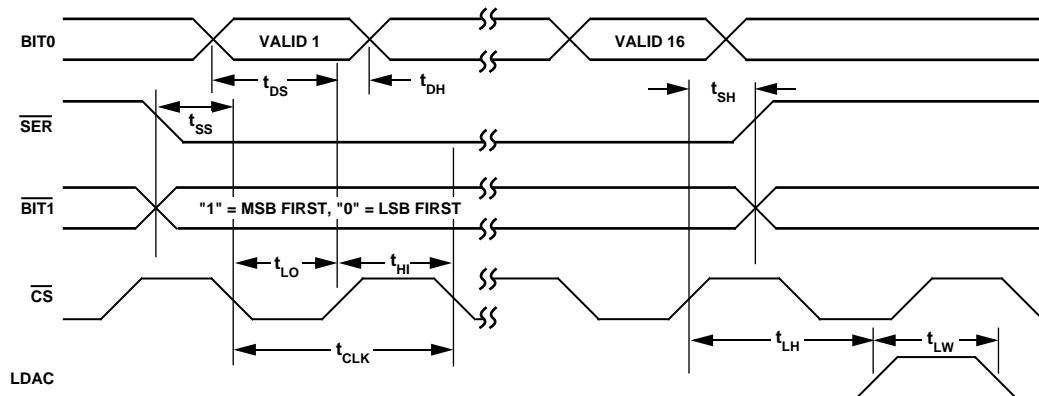 BIT0
VALID 1
VALID 16
tDS
tDH
tSH
SER
tSS
BIT1
"1" = MSB FIRST, "0" = LSB FIRST
tLO
tHI
CS
tCLK
tLH
tLW
LDAC